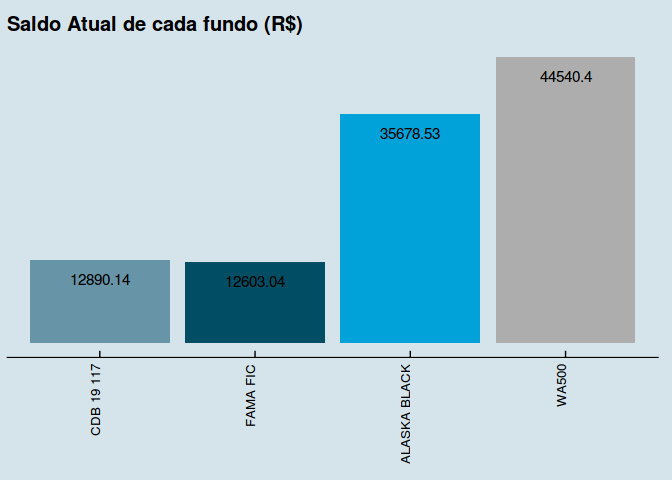 Saldo Atual de cada fundo (R$)
44540.4
35678.53
12890.14
12603.04
CDB 19 117
FAMA FIC
ALASKA BLACK
WA500